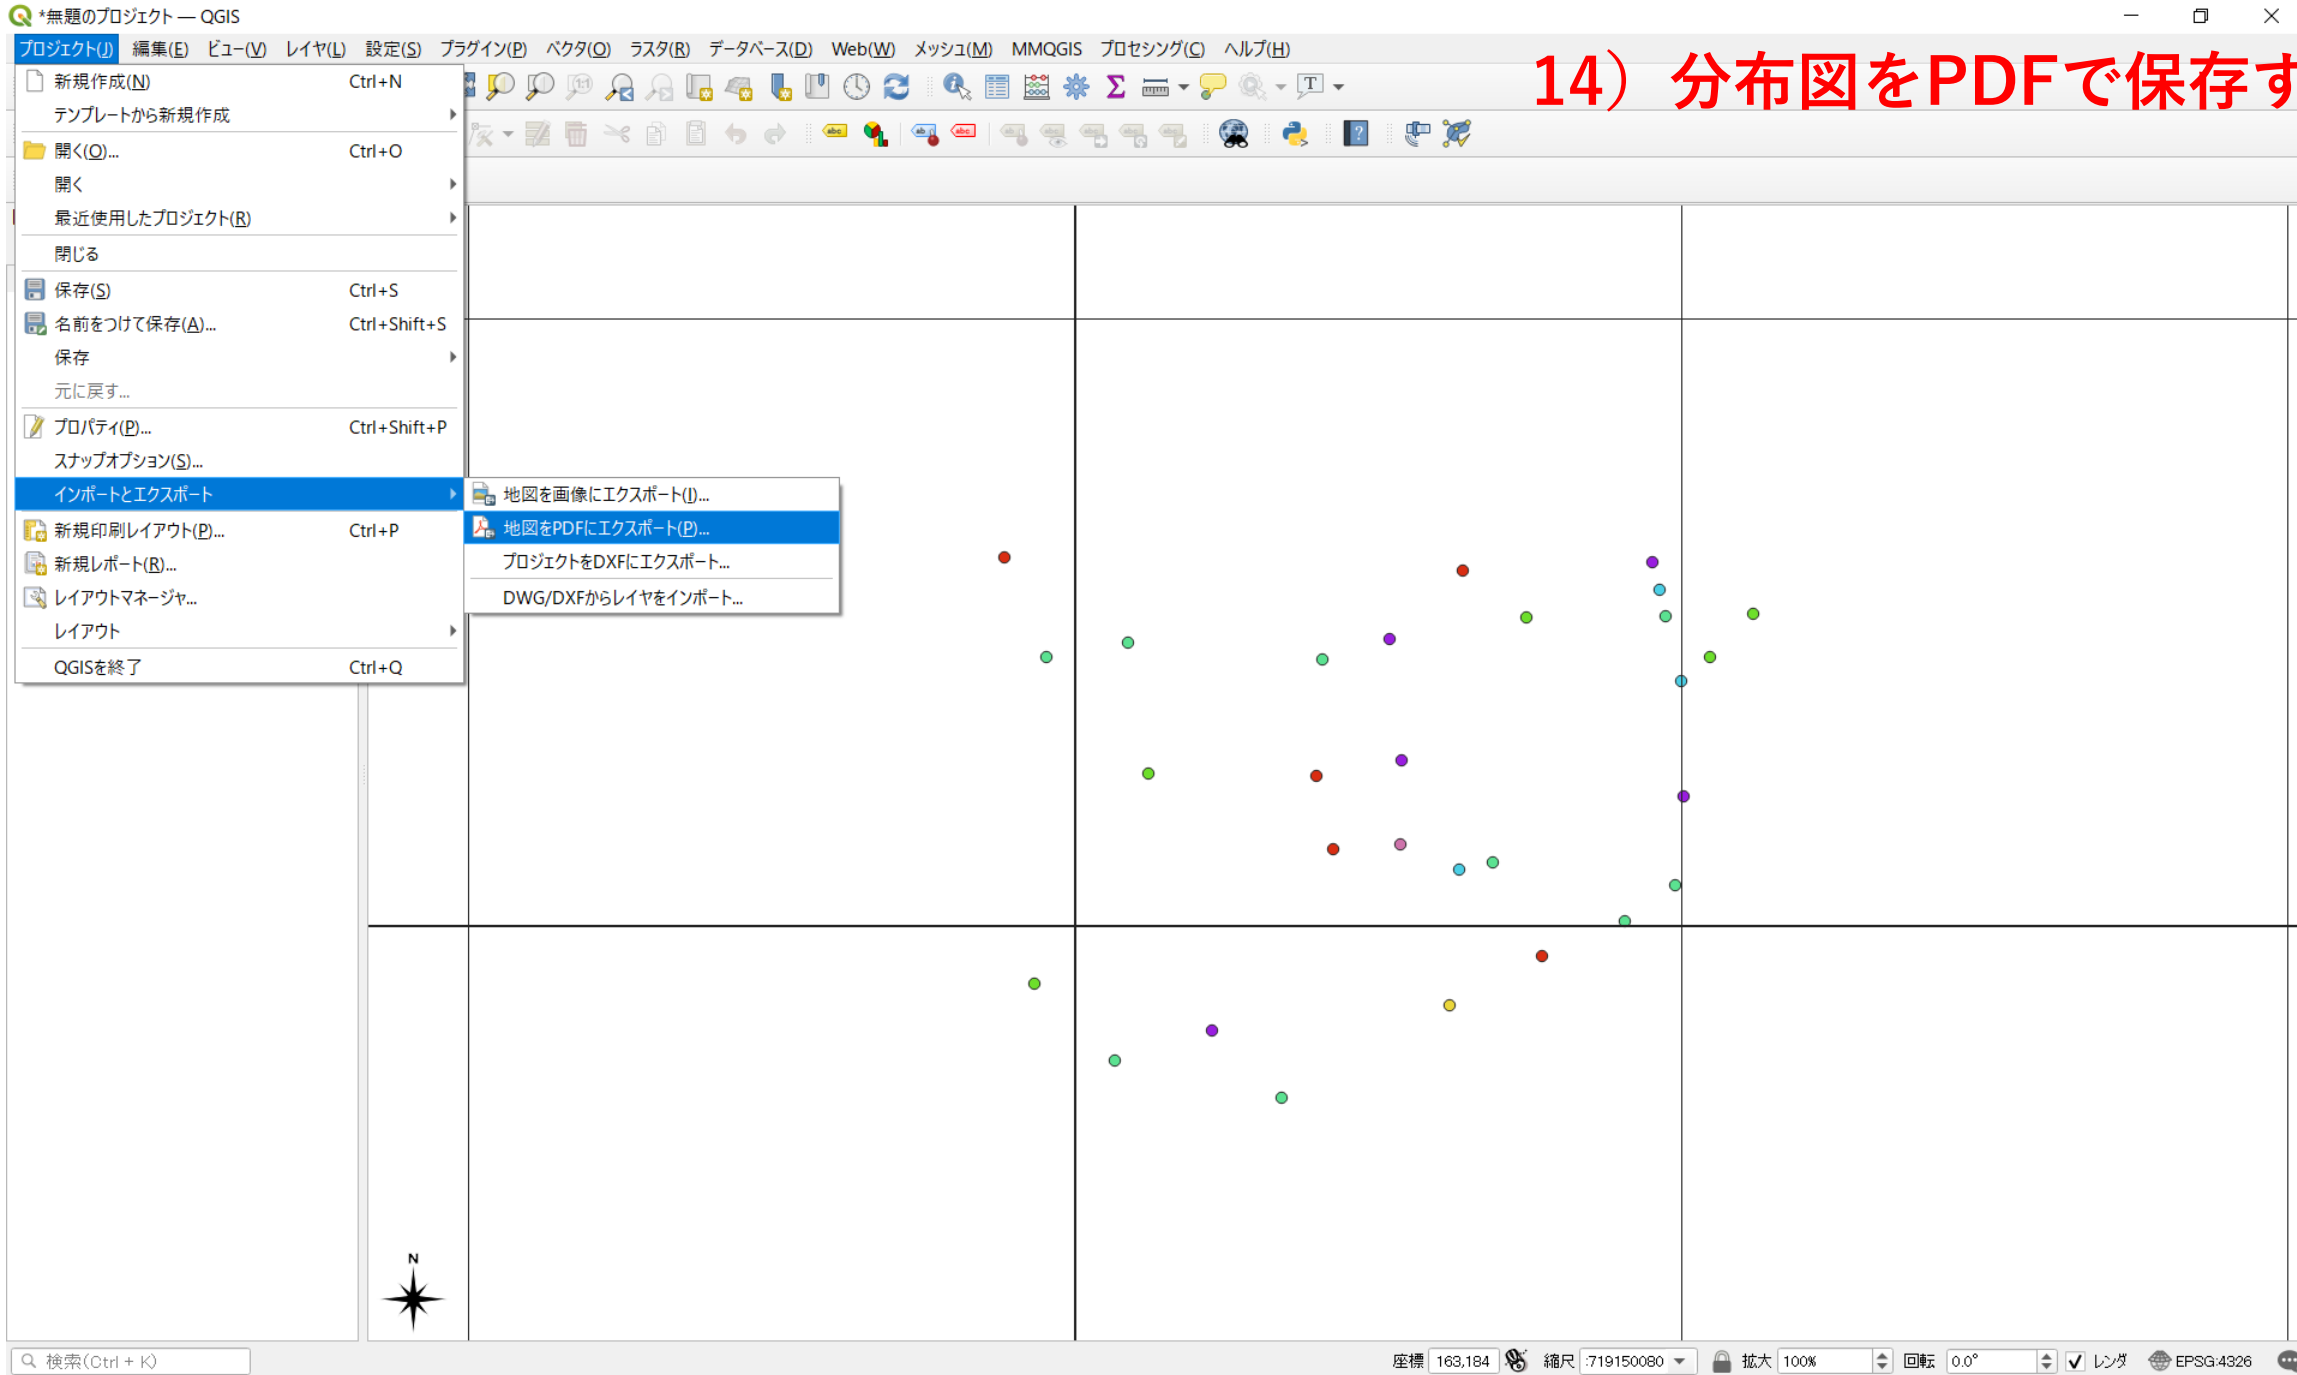 *無題のプロジェクト — QGIS
プロジェクト(J) 編集(E) ビュー(V) レイヤ(L) 設定(S) プラグイン(P) ベクタ(O) ラスタ(R) データベース(D) Web(W) メッシュ(M) MMQGIS プロセシング(C) ヘルプ(H)
14）分布図をPDFで保存す
新規作成(N) Ctrl+N
テンプレートから新規作成
開く(O)... Ctrl+O
開く
最近使用したプロジェクト(R)
閉じる
保存(S) Ctrl+S
名前をつけて保存(A)... Ctrl+Shift+S
保存
元に戻す...
プロパティ(P)... Ctrl+Shift+P
スナップオプション(S)...
インポートとエクスポート
新規印刷レイアウト(P)... Ctrl+P
新規レポート(R)...
レイアウトマネージャ...
レイアウト
QGISを終了 Ctrl+Q
地図を画像にエクスポート(I)...
地図をPDFにエクスポート(P)...
プロジェクトをDXFにエクスポート...
DWG/DXFからレイヤをインポート...
N
検索(Ctrl + K) 座標 163,184 縮尺 :719150080 拡大 100% 回転 0.0° レンダ EPSG:4326